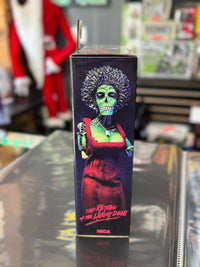 THE RETURN
OF THE LIVING DEAD
NECA